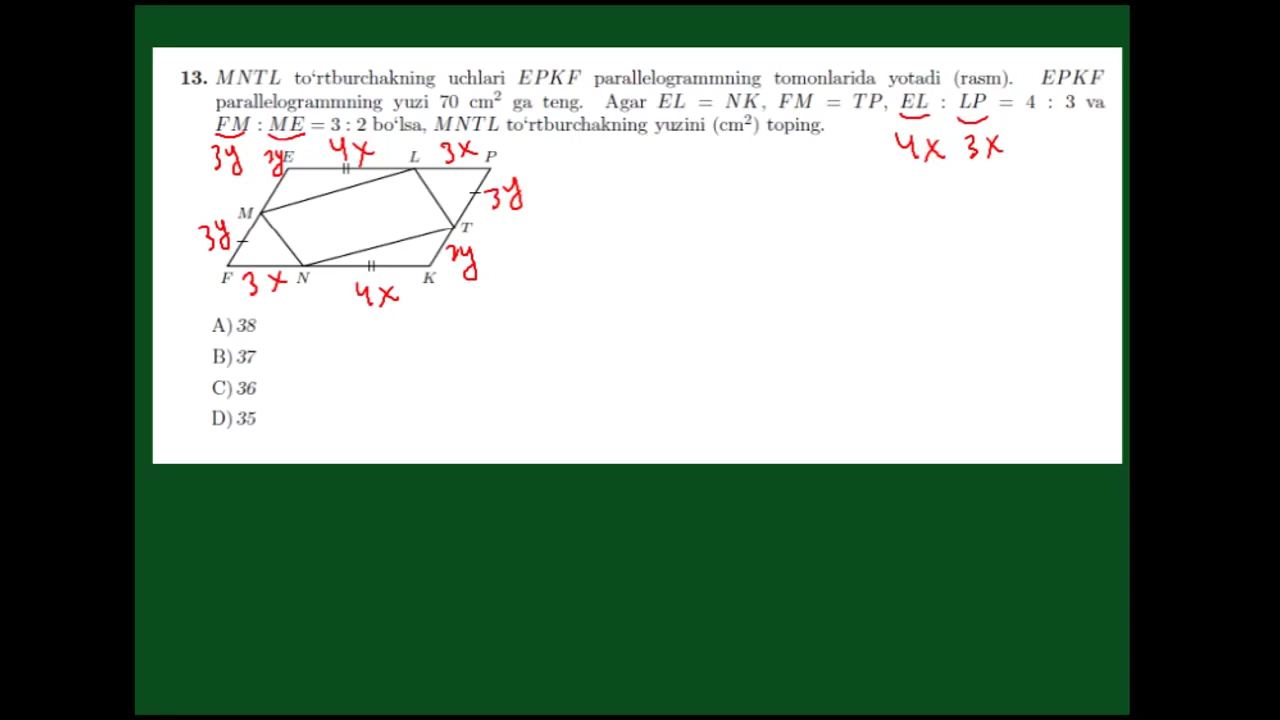 13. MNTL to‘rtburchakning uchlari EPKF parallelogrammning tomonlarida yotadi (rasm). EPKF
parallelogrammning yuzi 70 cm² ga teng. Agar EL = NK, FM = TP, EL : LP = 4 : 3 va
FM : ME = 3 : 2 bo‘lsa, MNTL to‘rtburchakning yuzini (cm²) toping.
4x 3x
3y E 4x L 3x P
3y
M
3y T
F 3x N 4x K
A) 38
B) 37
C) 36
D) 35